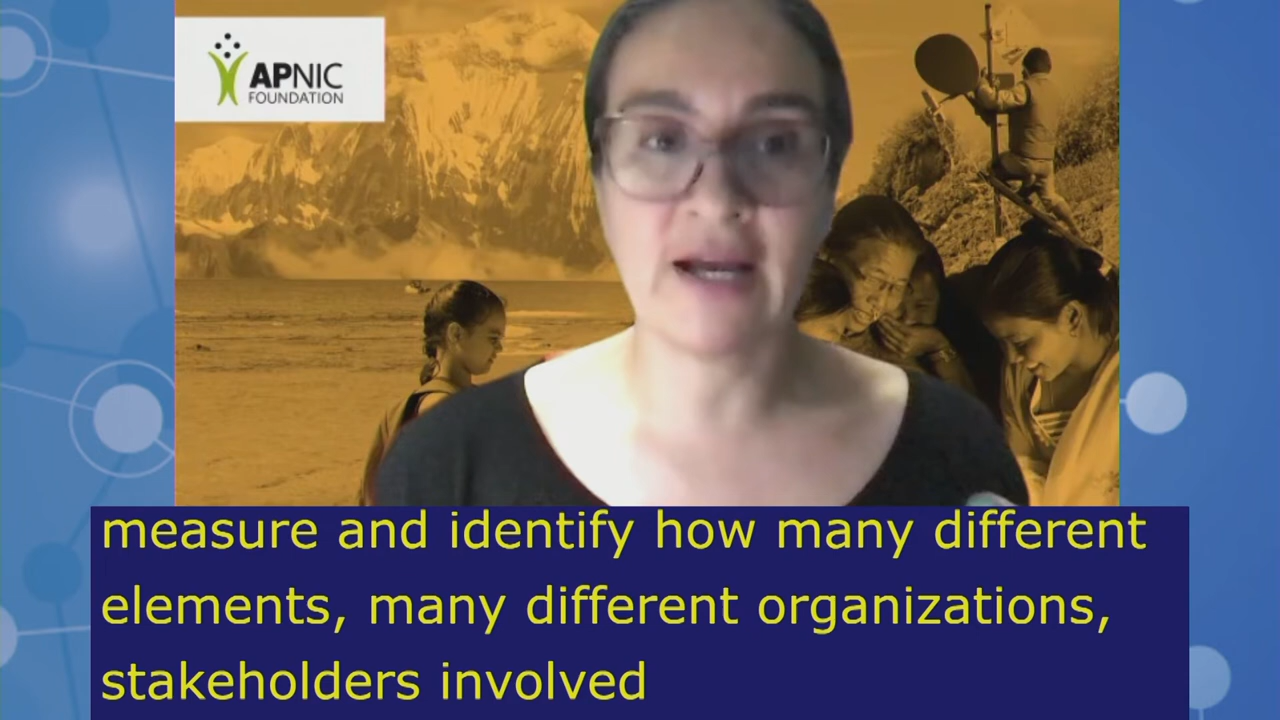 APNIC
FOUNDATION
measure and identify how many different
elements, many different organizations,
stakeholders involved